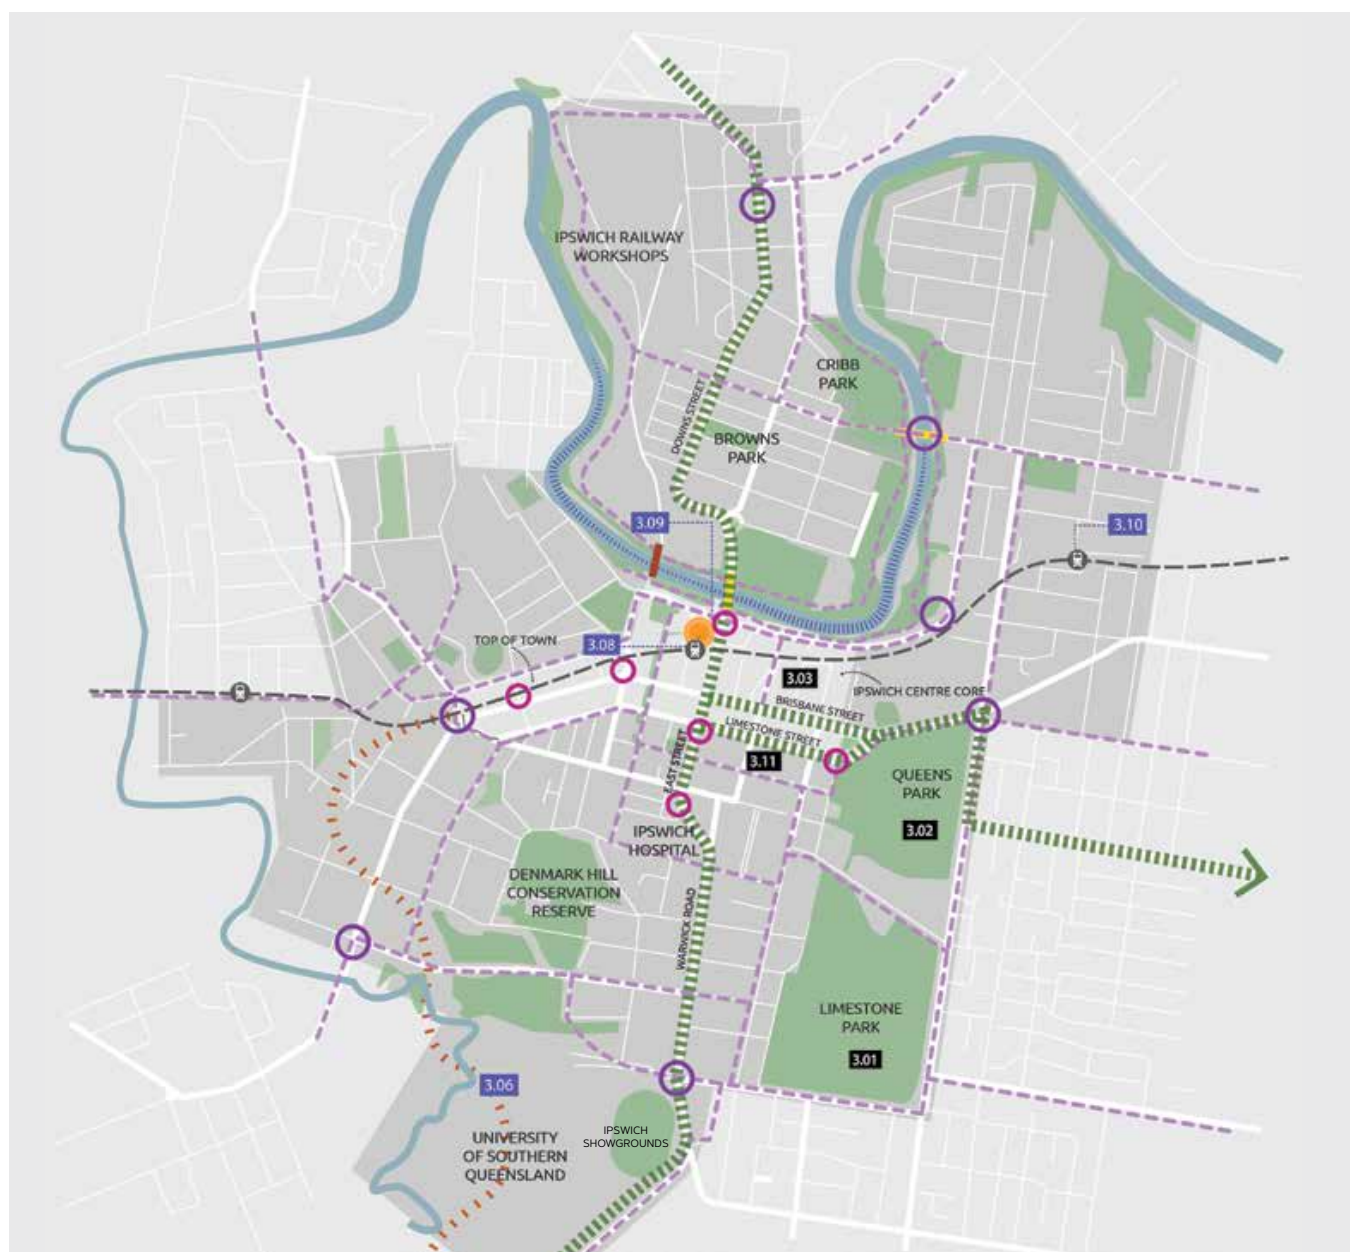 IPSWICH RAILWAY
WORKSHOPS
CRIBB
PARK
DOWNS STREET
BROWNS
PARK
3.09
3.10
TOP OF TOWN
3.08
3.03
IPSWICH CENTRE CORE
BRISBANE STREET
LIMESTONE STREET
EAST STREET
3.11
QUEENS
PARK
3.02
IPSWICH
HOSPITAL
DENMARK HILL
CONSERVATION
RESERVE
WARWICK ROAD
LIMESTONE
PARK
3.01
3.06
IPSWICH
SHOWGROUNDS
UNIVERSITY
OF SOUTHERN
QUEENSLAND